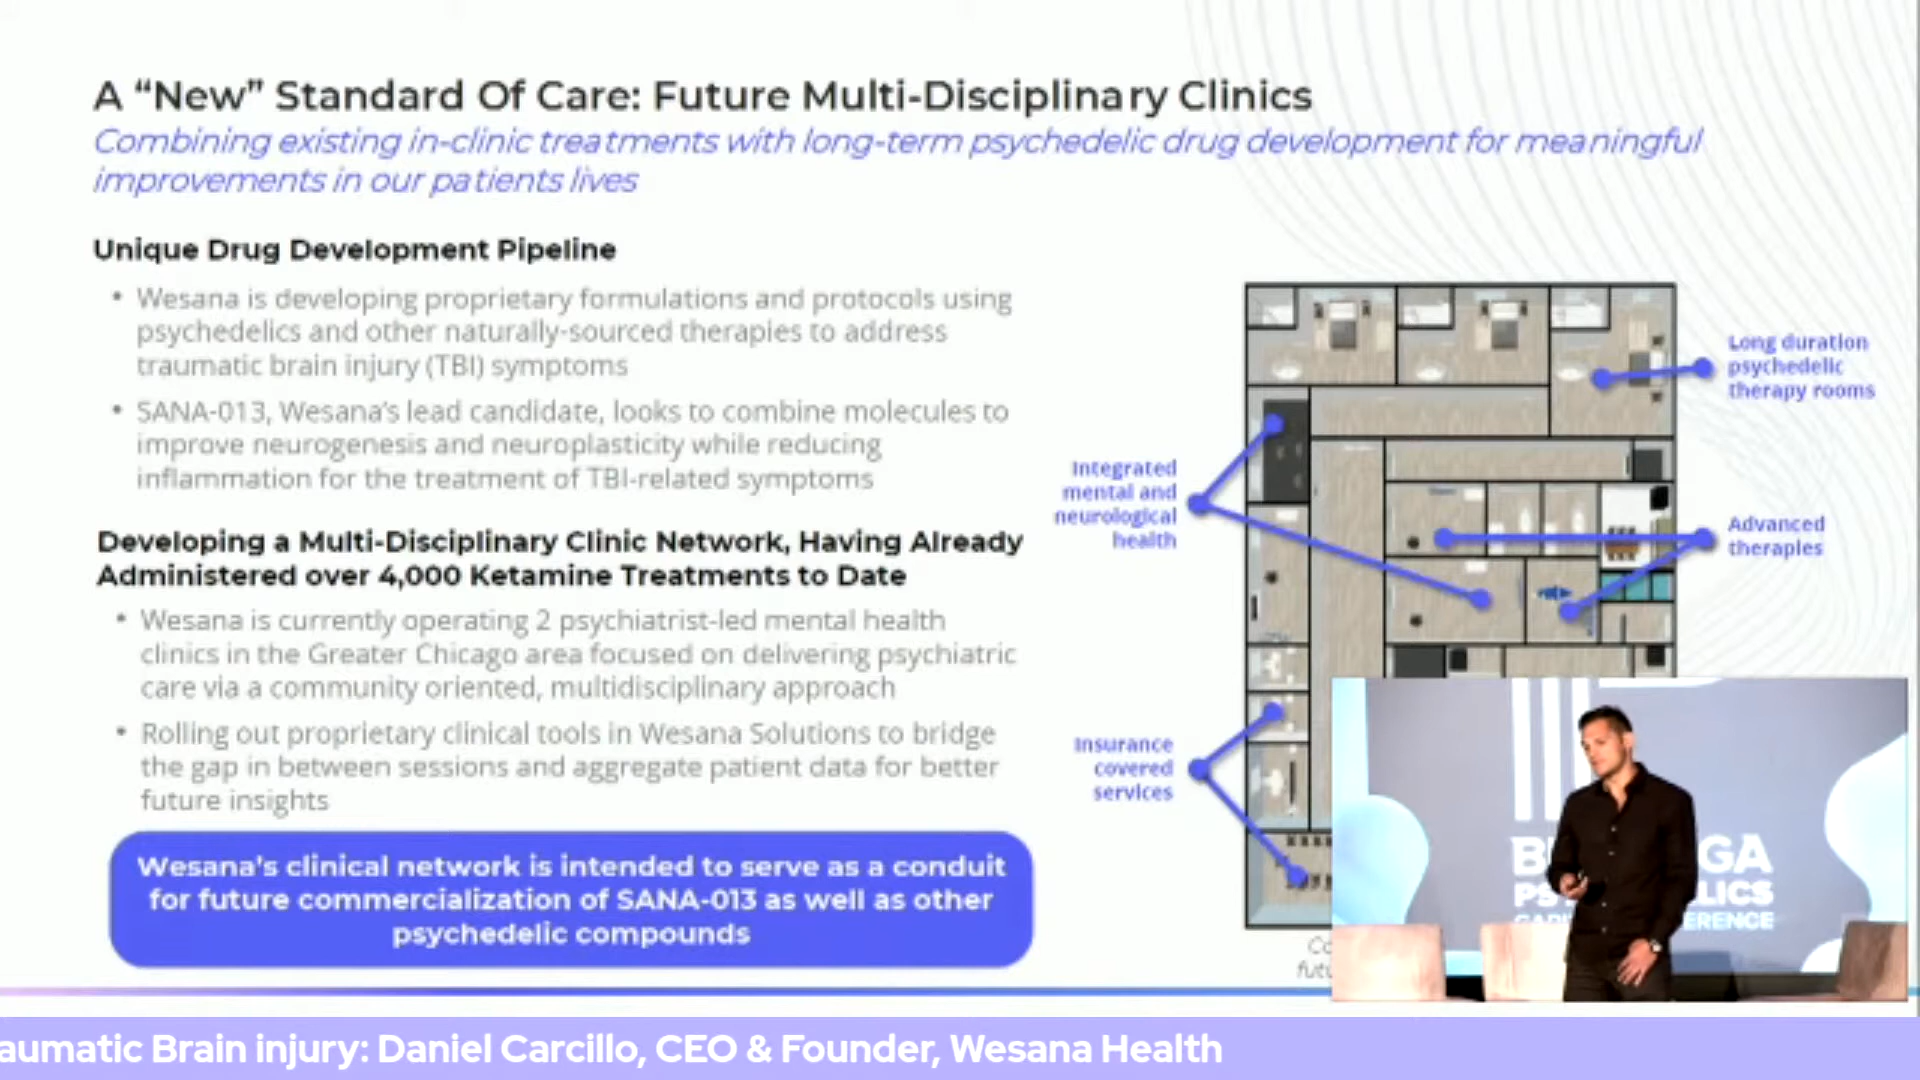 A “New” Standard Of Care: Future Multi-Disciplinary Clinics
Combining existing in-clinic treatments with long-term psychedelic drug development for meaningful
improvements in our patients lives
Unique Drug Development Pipeline
• Wesana is developing proprietary formulations and protocols using
psychedelics and other naturally-sourced therapies to address
traumatic brain injury (TBI) symptoms
• SANA-013, Wesana’s lead candidate, looks to combine molecules to
improve neurogenesis and neuroplasticity while reducing
inflammation for the treatment of TBI-related symptoms
Developing a Multi-Disciplinary Clinic Network, Having Already
Administered over 4,000 Ketamine Treatments to Date
• Wesana is currently operating 2 psychiatrist-led mental health
clinics in the Greater Chicago area focused on delivering psychiatric
care via a community oriented, multidisciplinary approach
• Rolling out proprietary clinical tools in Wesana Solutions to bridge
the gap in between sessions and aggregate patient data for better
future insights
Wesana’s clinical network is intended to serve as a conduit
for future commercialization of SANA-013 as well as other
psychedelic compounds
Long duration
psychedelic
therapy rooms
Integrated
mental and
neurological
health
Advanced
therapies
Insurance
covered
services
aumatic Brain injury: Daniel Carcillo, CEO & Founder, Wesana Health